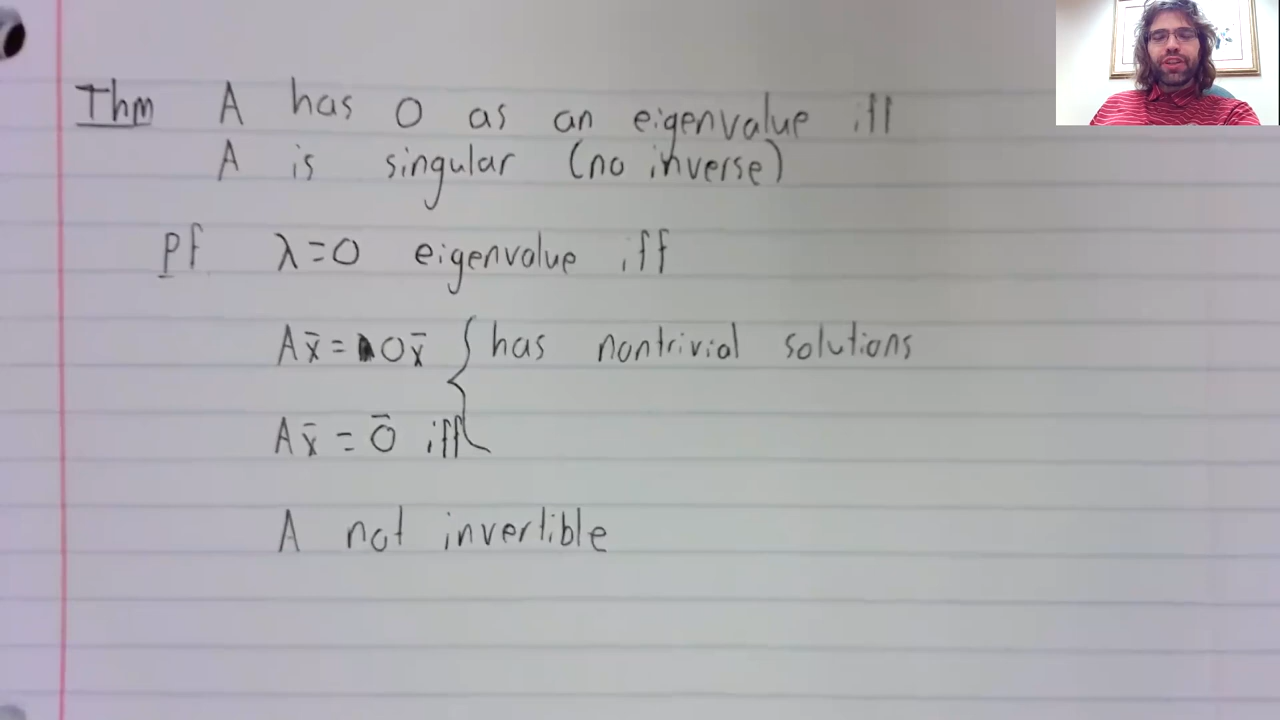 Thm A has 0 as an eigenvalue iff
A is singular (no inverse)
Pf λ=0 eigenvalue iff
Ax̄ = 0x̄ { has nontrivial solutions
Ax̄ = 0̄ iff
A not invertible